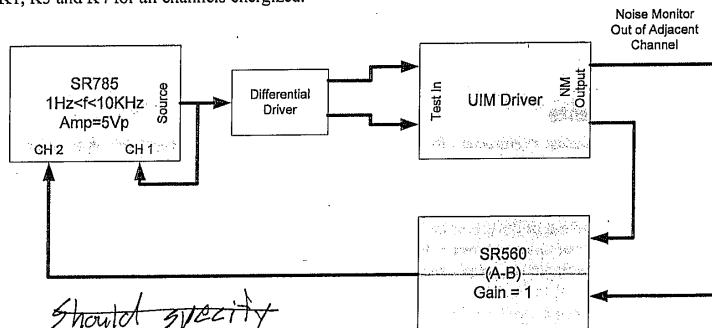 K1, K3 and K7 for all channels energized.
Noise Monitor
Out of Adjacent
Channel
SR785
1Hz<f<10KHz
Amp=5Vp
Source
CH 2
CH 1
Differential
Driver
Test In
UIM Driver
NM
Output
SR560
(A-B)
Gain = 1
Should specify